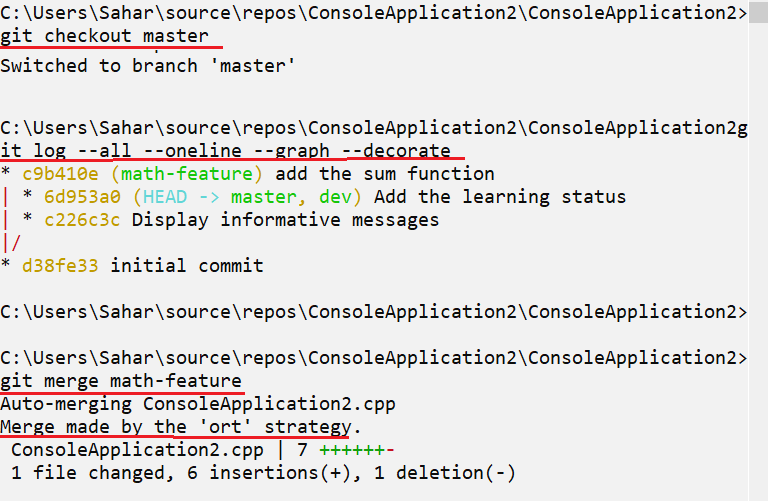 C:\Users\Sahar\source\repos\ConsoleApplication2\ConsoleApplication2>
git checkout master
Switched to branch 'master'
C:\Users\Sahar\source\repos\ConsoleApplication2\ConsoleApplication2g
it log --all --oneline --graph --decorate
* c9b410e (math-feature) add the sum function
| * 6d953a0 (HEAD -> master, dev) Add the learning status
| * c226c3c Display informative messages
|/
* d38fe33 initial commit
C:\Users\Sahar\source\repos\ConsoleApplication2\ConsoleApplication2>
C:\Users\Sahar\source\repos\ConsoleApplication2\ConsoleApplication2>
git merge math-feature
Auto-merging ConsoleApplication2.cpp
Merge made by the 'ort' strategy.
 ConsoleApplication2.cpp | 7 ++++++-
 1 file changed, 6 insertions(+), 1 deletion(-)